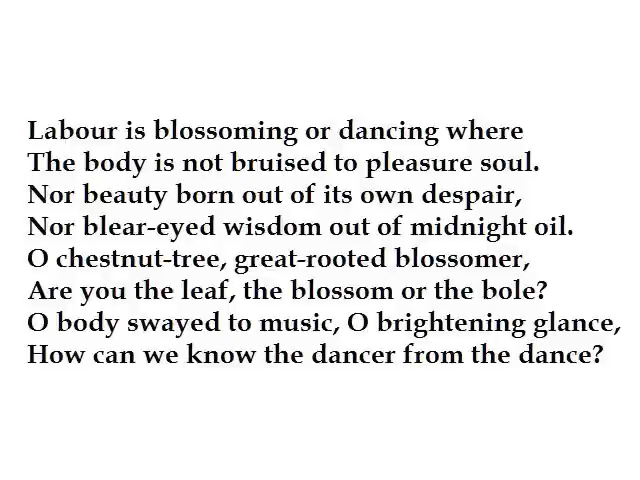 Labour is blossoming or dancing where
The body is not bruised to pleasure soul.
Nor beauty born out of its own despair,
Nor blear-eyed wisdom out of midnight oil.
O chestnut-tree, great-rooted blossomer,
Are you the leaf, the blossom or the bole?
O body swayed to music, O brightening glance,
How can we know the dancer from the dance?